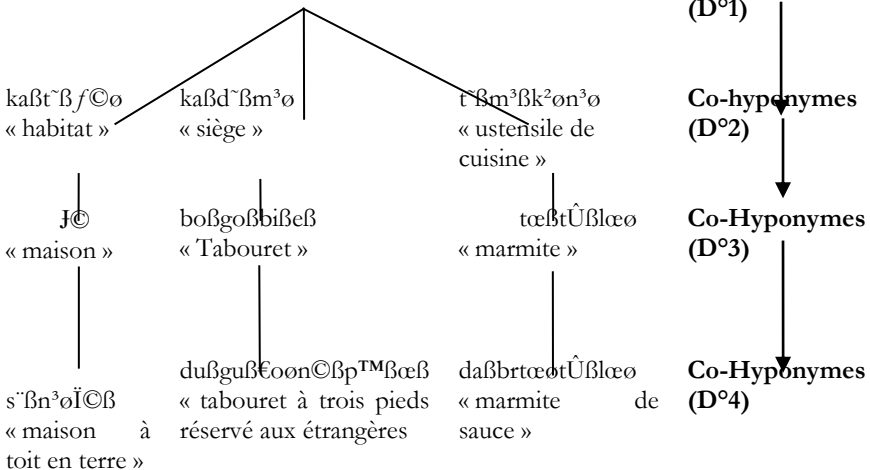 (D°1)
kaßt˜ßƒ©ø
kaßd˜ßm³ø
t˜ßm³ßk²øn³ø
Co-hyponymes
« habitat »
« siège »
« ustensile de
(D°2)
cuisine »
boßgoßbißeß
tœßtÛßlœø
Co-Hyponymes
« maison »
« Tabouret »
« marmite »
(D°3)
dußguß€oøn©ßp™ßœß
daßbrtœøtÛßlœø
Co-Hyponymes
s¨ßn³øÏ©ß
« tabouret à trois pieds
« marmite de
(D°4)
« maison à
réservé aux étrangères
sauce »
toit en terre »